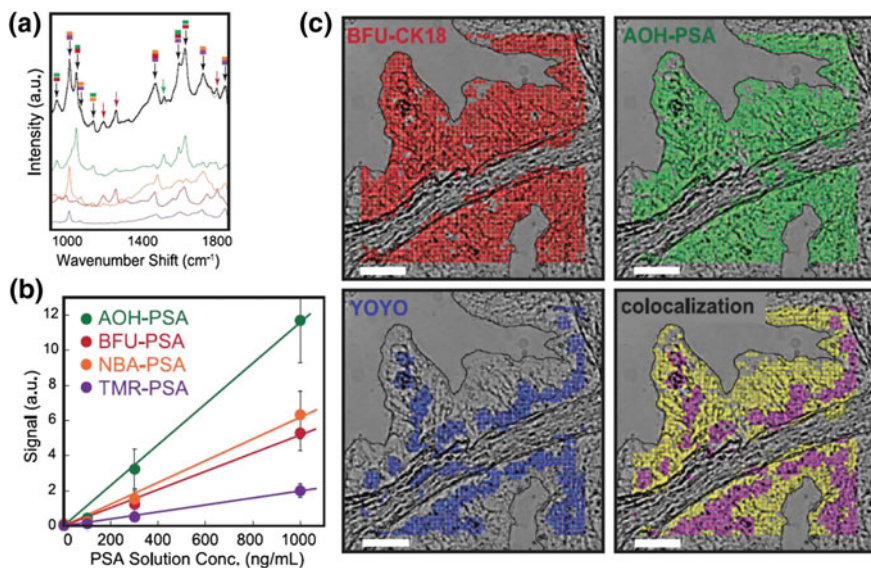 (a)
Intensity (a.u.)
1000 1400 1800
Wavenumber Shift (cm⁻¹)
(b)
12
10
8
6
4
2
0
Signal (a.u.)
AOH-PSA
BFU-PSA
NBA-PSA
TMR-PSA
0 200 400 600 800 1000
PSA Solution Conc. (ng/mL)
(c)
BFU-CK18
AOH-PSA
YOYO
colocalization